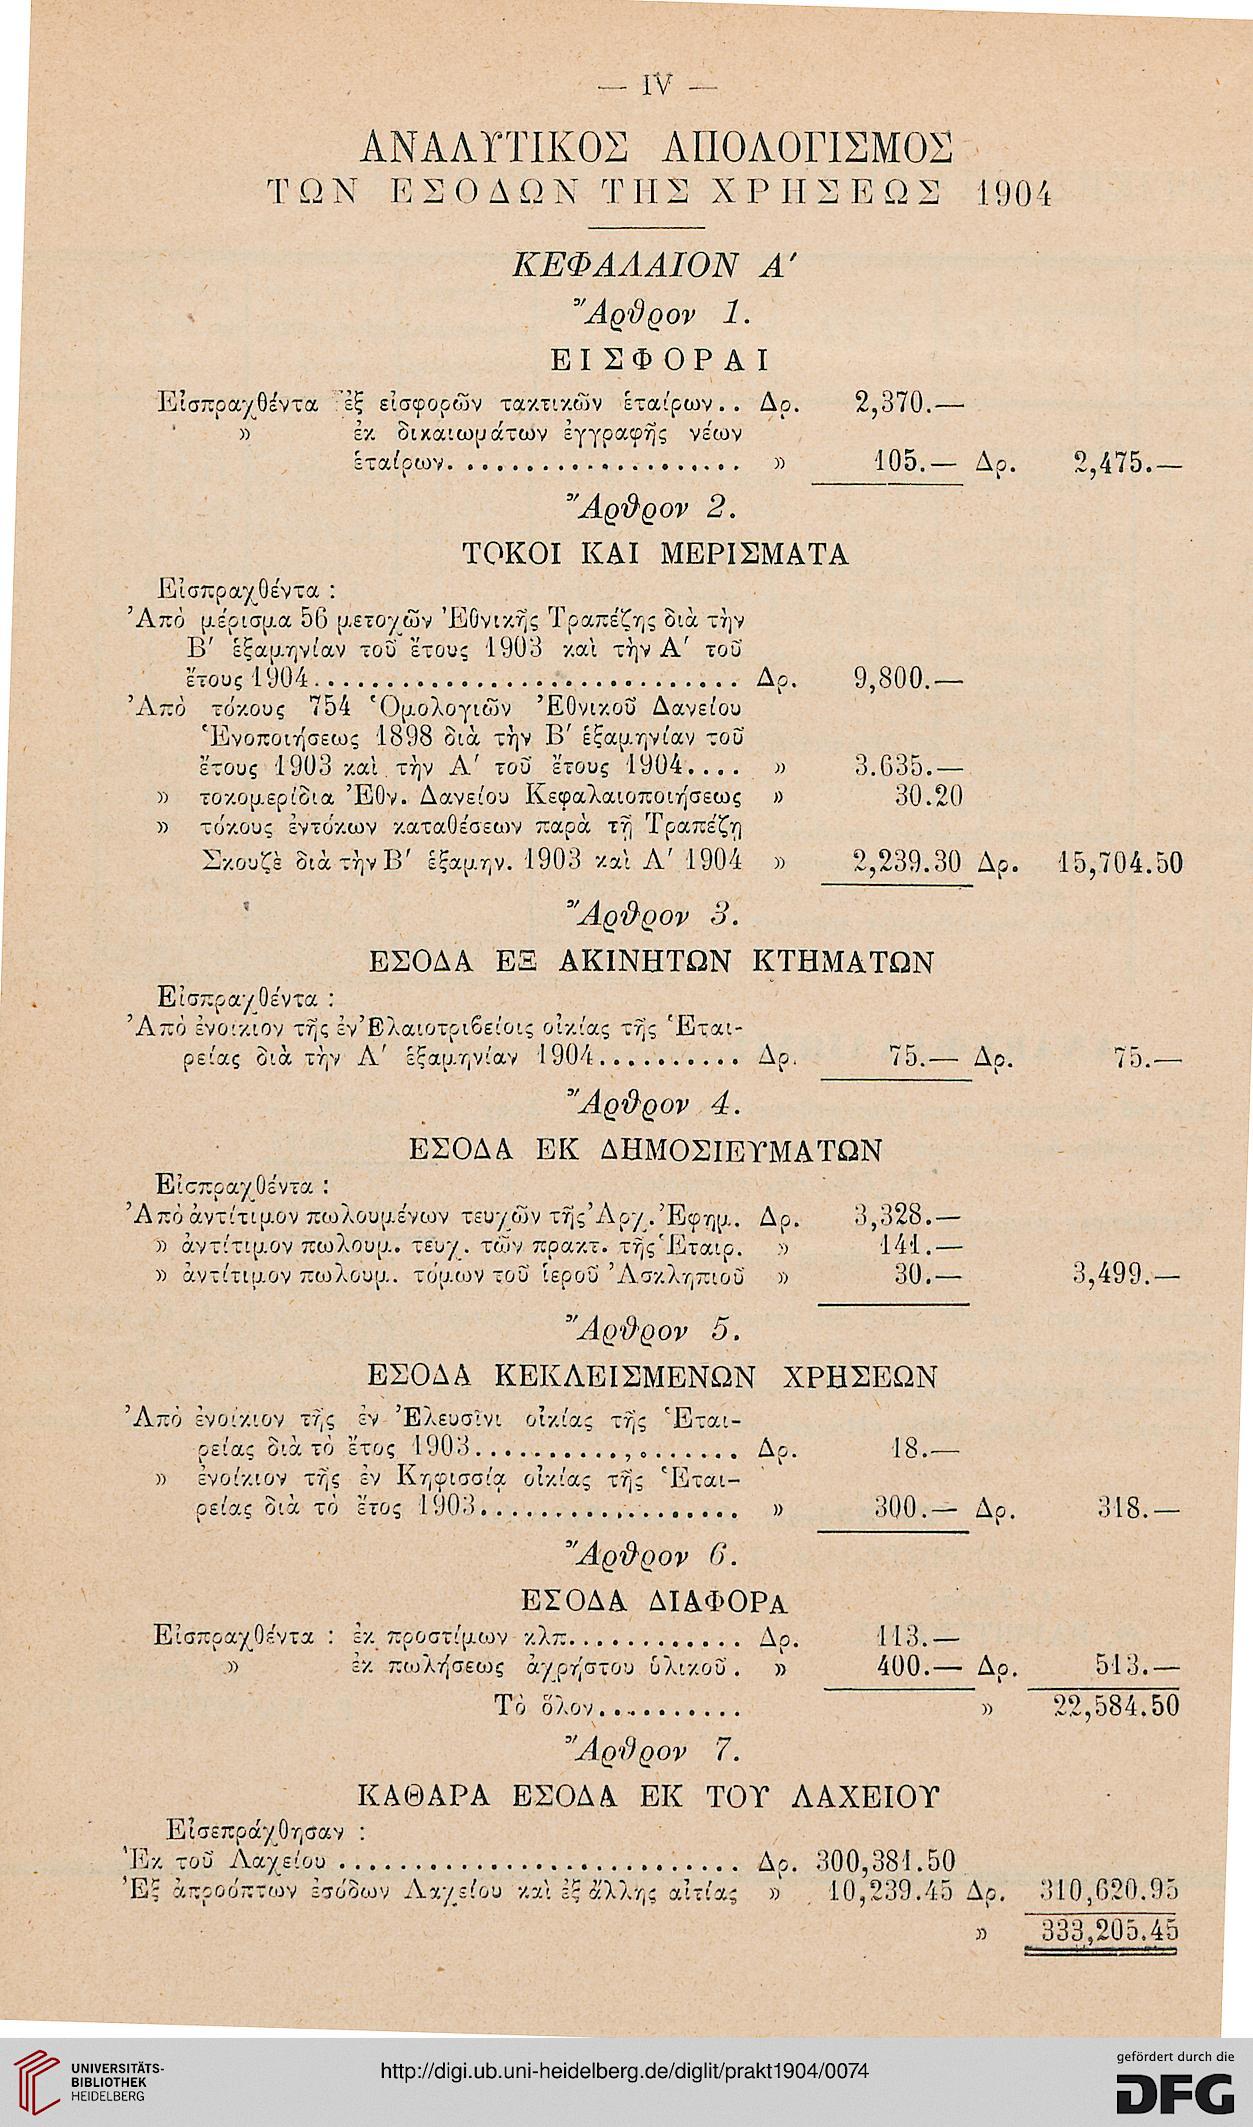 — IV —
ΑΝΑΛΥΤΙΚΟΣ ΑΠΟΛΟΓΙΣΜΟΣ
ΤΩΝ ΕΣΟΔΩΝ ΤΗΣ ΧΡΗΣΕΩΣ 1904
ΚΕΦΑΛΑΙΟΝ Α'
Ἄρθρον 1.
ΕΙΣΦΟΡΑΙ
Εἰσπραχθέντα ἐξ εἰσφορῶν τακτικῶν ἑταίρων.. Δρ. 2,370.—
» ἐκ δικαιωμάτων ἐγγραφῆς νέων
ἑταίρων.................... » 105.— Δρ. 2,475.—
Ἄρθρον 2.
ΤΟΚΟΙ ΚΑΙ ΜΕΡΙΣΜΑΤΑ
Εἰσπραχθέντα :
Ἀπὸ μέρισμα 56 μετοχῶν Ἐθνικῆς Τραπέζης διὰ τὴν
Β' ἑξαμηνίαν τοῦ ἔτους 1903 καὶ τὴν Α' τοῦ
ἔτους 1904............................. Δρ. 9,800.—
Ἀπὸ τόκους 754 Ὁμολογιῶν Ἐθνικοῦ Δανείου
Ἑνοποιήσεως 1898 διὰ τὴν Β' ἑξαμηνίαν τοῦ
ἔτους 1903 καὶ τὴν Α' τοῦ ἔτους 1904.... » 3.635.—
» τοκομερίδια Ἐθν. Δανείου Κεφαλαιοποιήσεως » 30.20
» τόκους ἐντόκων καταθέσεων παρὰ τῇ Τραπέζῃ
Σκουζὲ διὰ τὴν Β' ἑξαμην. 1903 καὶ Α' 1904 » 2,239.30 Δρ. 15,704.50
Ἄρθρον 3.
ΕΣΟΔΑ ΕΞ ΑΚΙΝΗΤΩΝ ΚΤΗΜΑΤΩΝ
Εἰσπραχθέντα :
Ἀπὸ ἐνοίκιον τῆς ἐν Ἐλαιοτριβείοις οἰκίας τῆς Ἑται-
ρείας διὰ τὴν Α' ἑξαμηνίαν 1904.......... Δρ. 75.— Δρ. 75.—
Ἄρθρον 4.
ΕΣΟΔΑ ΕΚ ΔΗΜΟΣΙΕΥΜΑΤΩΝ
Εἰσπραχθέντα :
Ἀπὸ ἀντίτιμον πωλουμένων τευχῶν τῆς Ἀρχ. Ἐφημ. Δρ. 3,328.—
» ἀντίτιμον πωλουμ. τευχ. τῶν πρακτ. τῆς Ἑταιρ. » 141.—
» ἀντίτιμον πωλουμ. τόμων τοῦ ἱεροῦ Ἀσκληπιοῦ » 30.— 3,499.—
Ἄρθρον 5.
ΕΣΟΔΑ ΚΕΚΛΕΙΣΜΕΝΩΝ ΧΡΗΣΕΩΝ
Ἀπὸ ἐνοίκιον τῆς ἐν Ἐλευσῖνι οἰκίας τῆς Ἑται-
ρείας διὰ τὸ ἔτος 1903.................. Δρ. 18.—
» ἐνοίκιον τῆς ἐν Κηφισσίᾳ οἰκίας τῆς Ἑται-
ρείας διὰ τὸ ἔτος 1903.................. » 300.— Δρ. 318.—
Ἄρθρον 6.
ΕΣΟΔΑ ΔΙΑΦΟΡΑ
Εἰσπραχθέντα : ἐκ προστίμων κλπ............ Δρ. 113.—
» ἐκ πωλήσεως ἀχρήστου ὑλικοῦ. » 400.— Δρ. 513.—
Τὸ ὅλον.......... » 22,584.50
Ἄρθρον 7.
ΚΑΘΑΡΑ ΕΣΟΔΑ ΕΚ ΤΟΥ ΛΑΧΕΙΟΥ
Εἰσεπράχθησαν :
Ἐκ τοῦ Λαχείου ............................ Δρ. 300,381.50
Ἐξ ἀπροόπτων ἐσόδων Λαχείου καὶ ἐξ ἄλλης αἰτίας » 10,239.45 Δρ. 310,620.95
» 333,205.45
UNIVERSITÄTS-
BIBLIOTHEK
HEIDELBERG
http://digi.ub.uni-heidelberg.de/diglit/prakt1904/0074
gefördert durch die
DFG